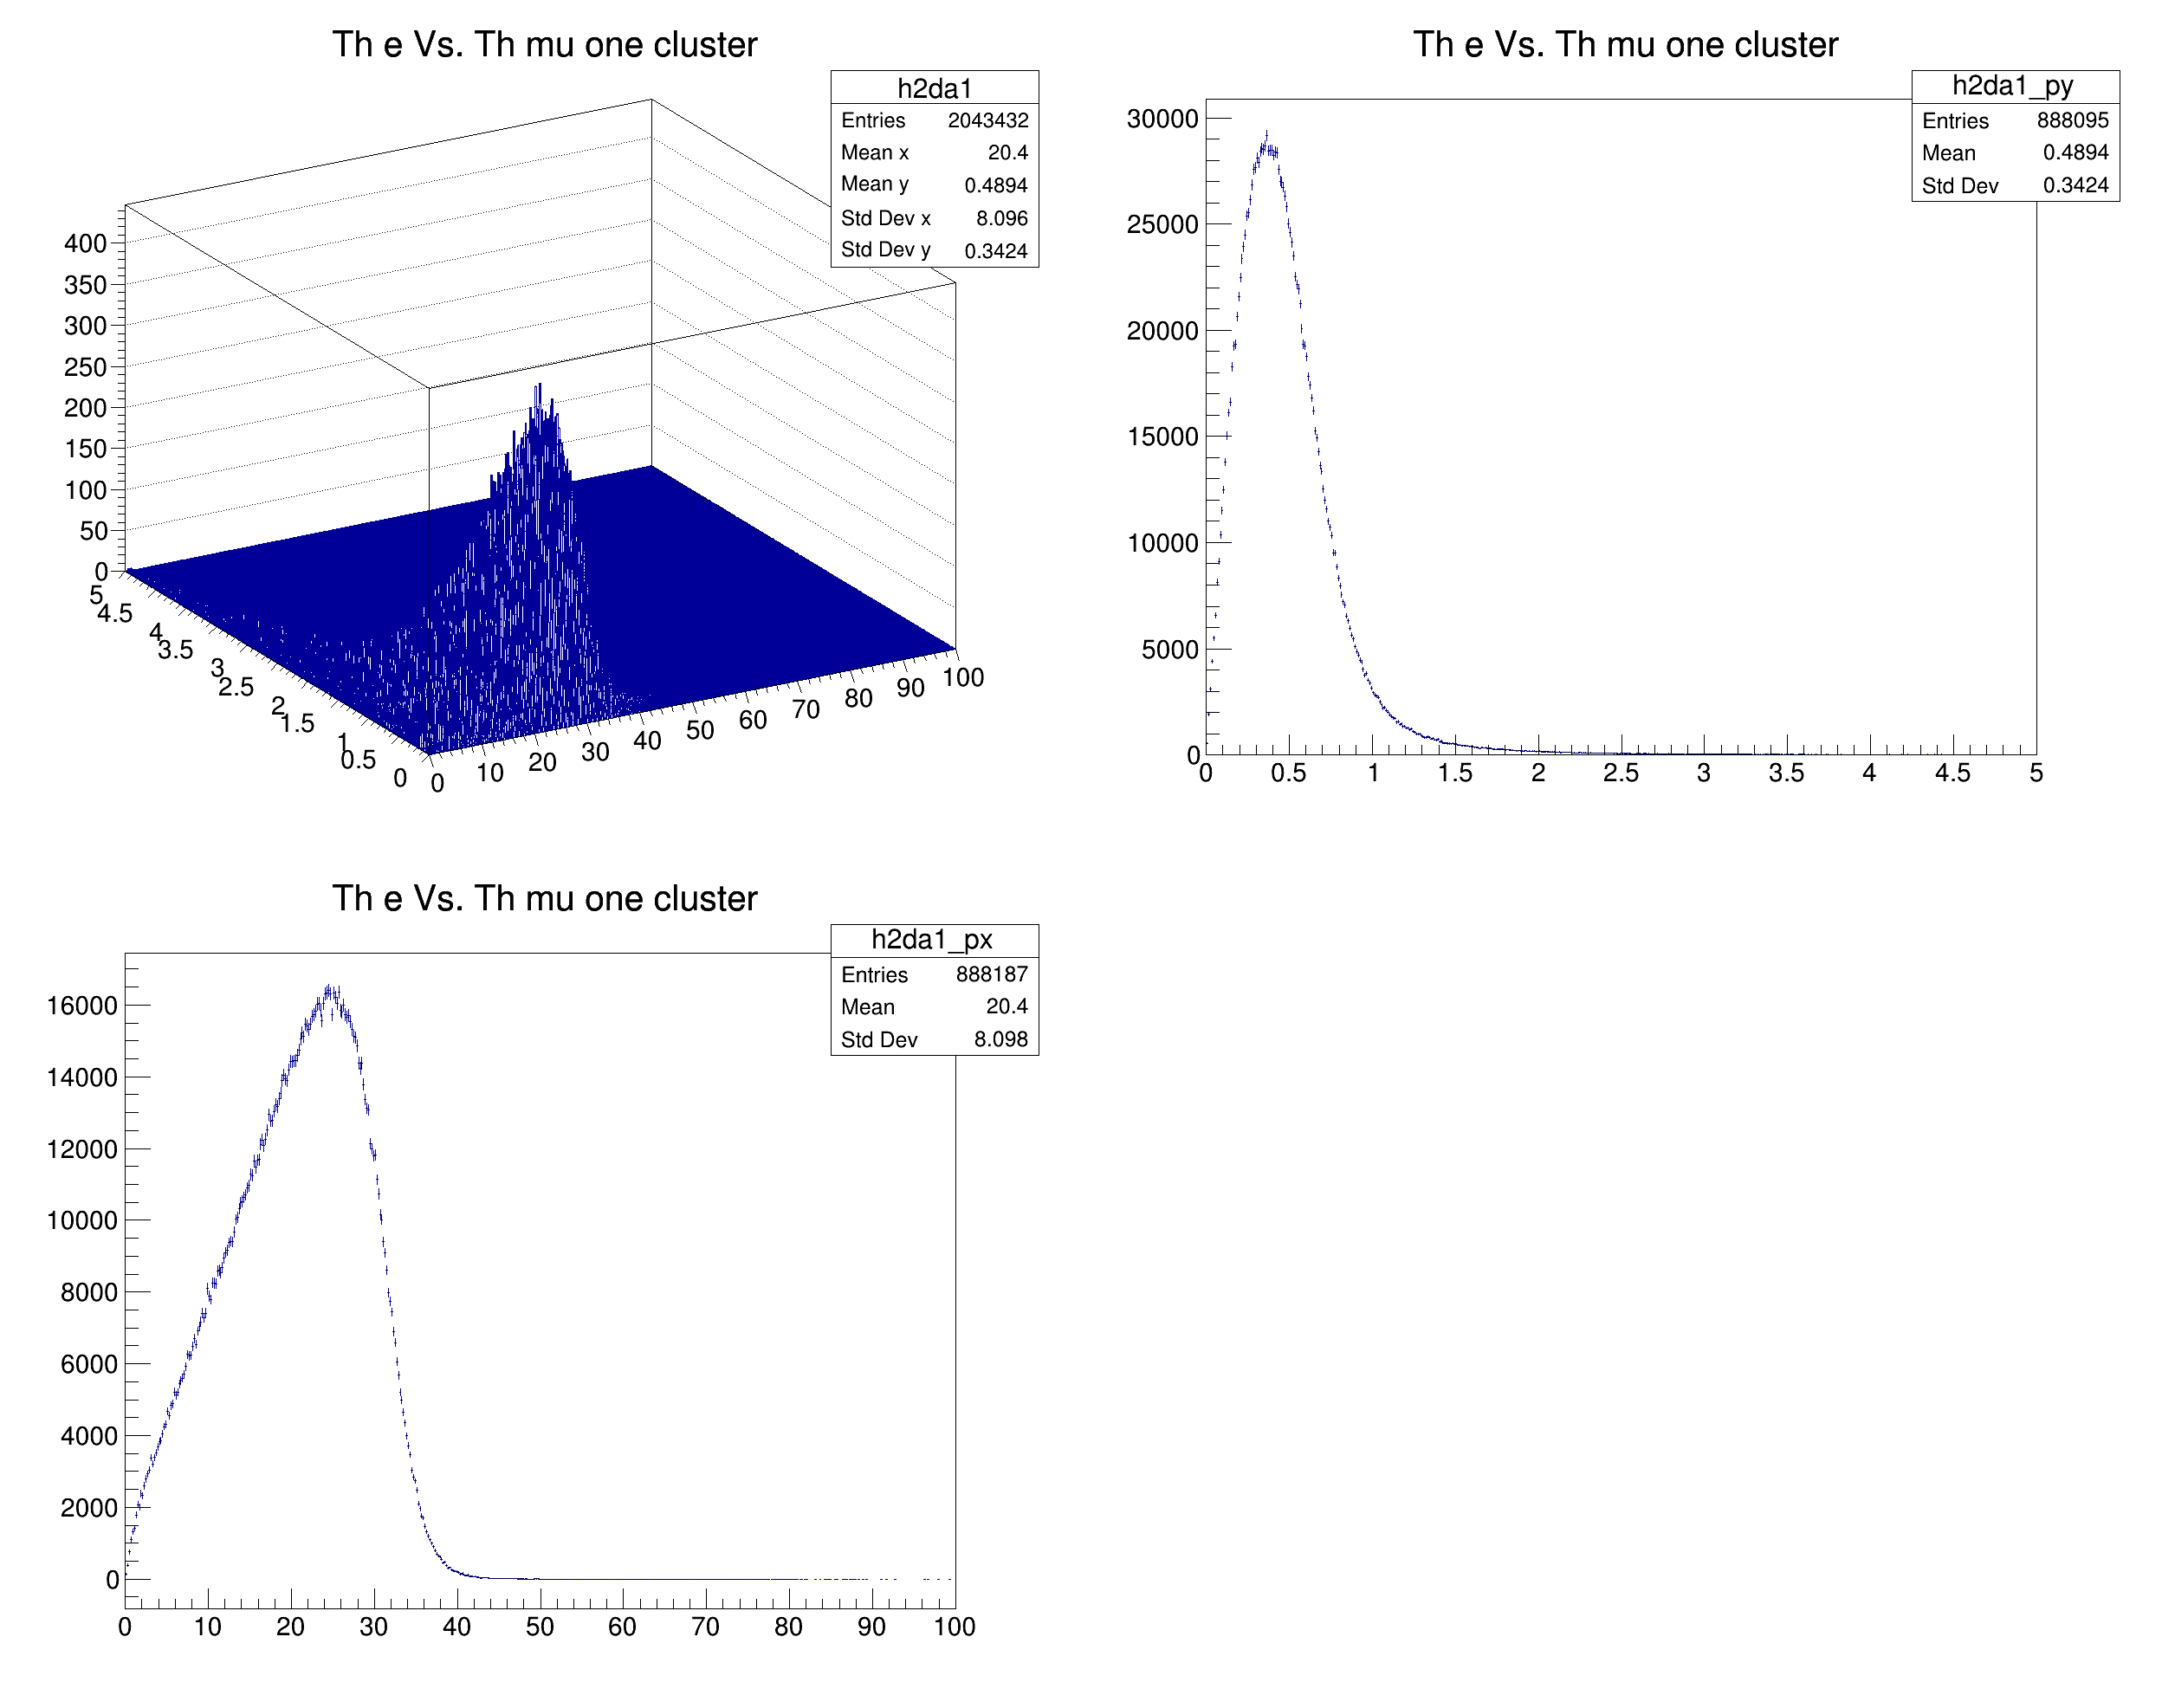 Th e Vs. Th mu one cluster
h2da1
Entries 2043432
Mean x 20.4
Mean y 0.4894
Std Dev x 8.096
Std Dev y 0.3424
400
350
300
250
200
150
100
50
0
5
4.5
4
3.5
3
2.5
2
1.5
1
0.5
0
0 10 20 30 40 50 60 70 80 90 100
Th e Vs. Th mu one cluster
h2da1_py
Entries 888095
Mean 0.4894
Std Dev 0.3424
30000
25000
20000
15000
10000
5000
0
0 0.5 1 1.5 2 2.5 3 3.5 4 4.5 5
Th e Vs. Th mu one cluster
h2da1_px
Entries 888187
Mean 20.4
Std Dev 8.098
16000
14000
12000
10000
8000
6000
4000
2000
0
0 10 20 30 40 50 60 70 80 90 100